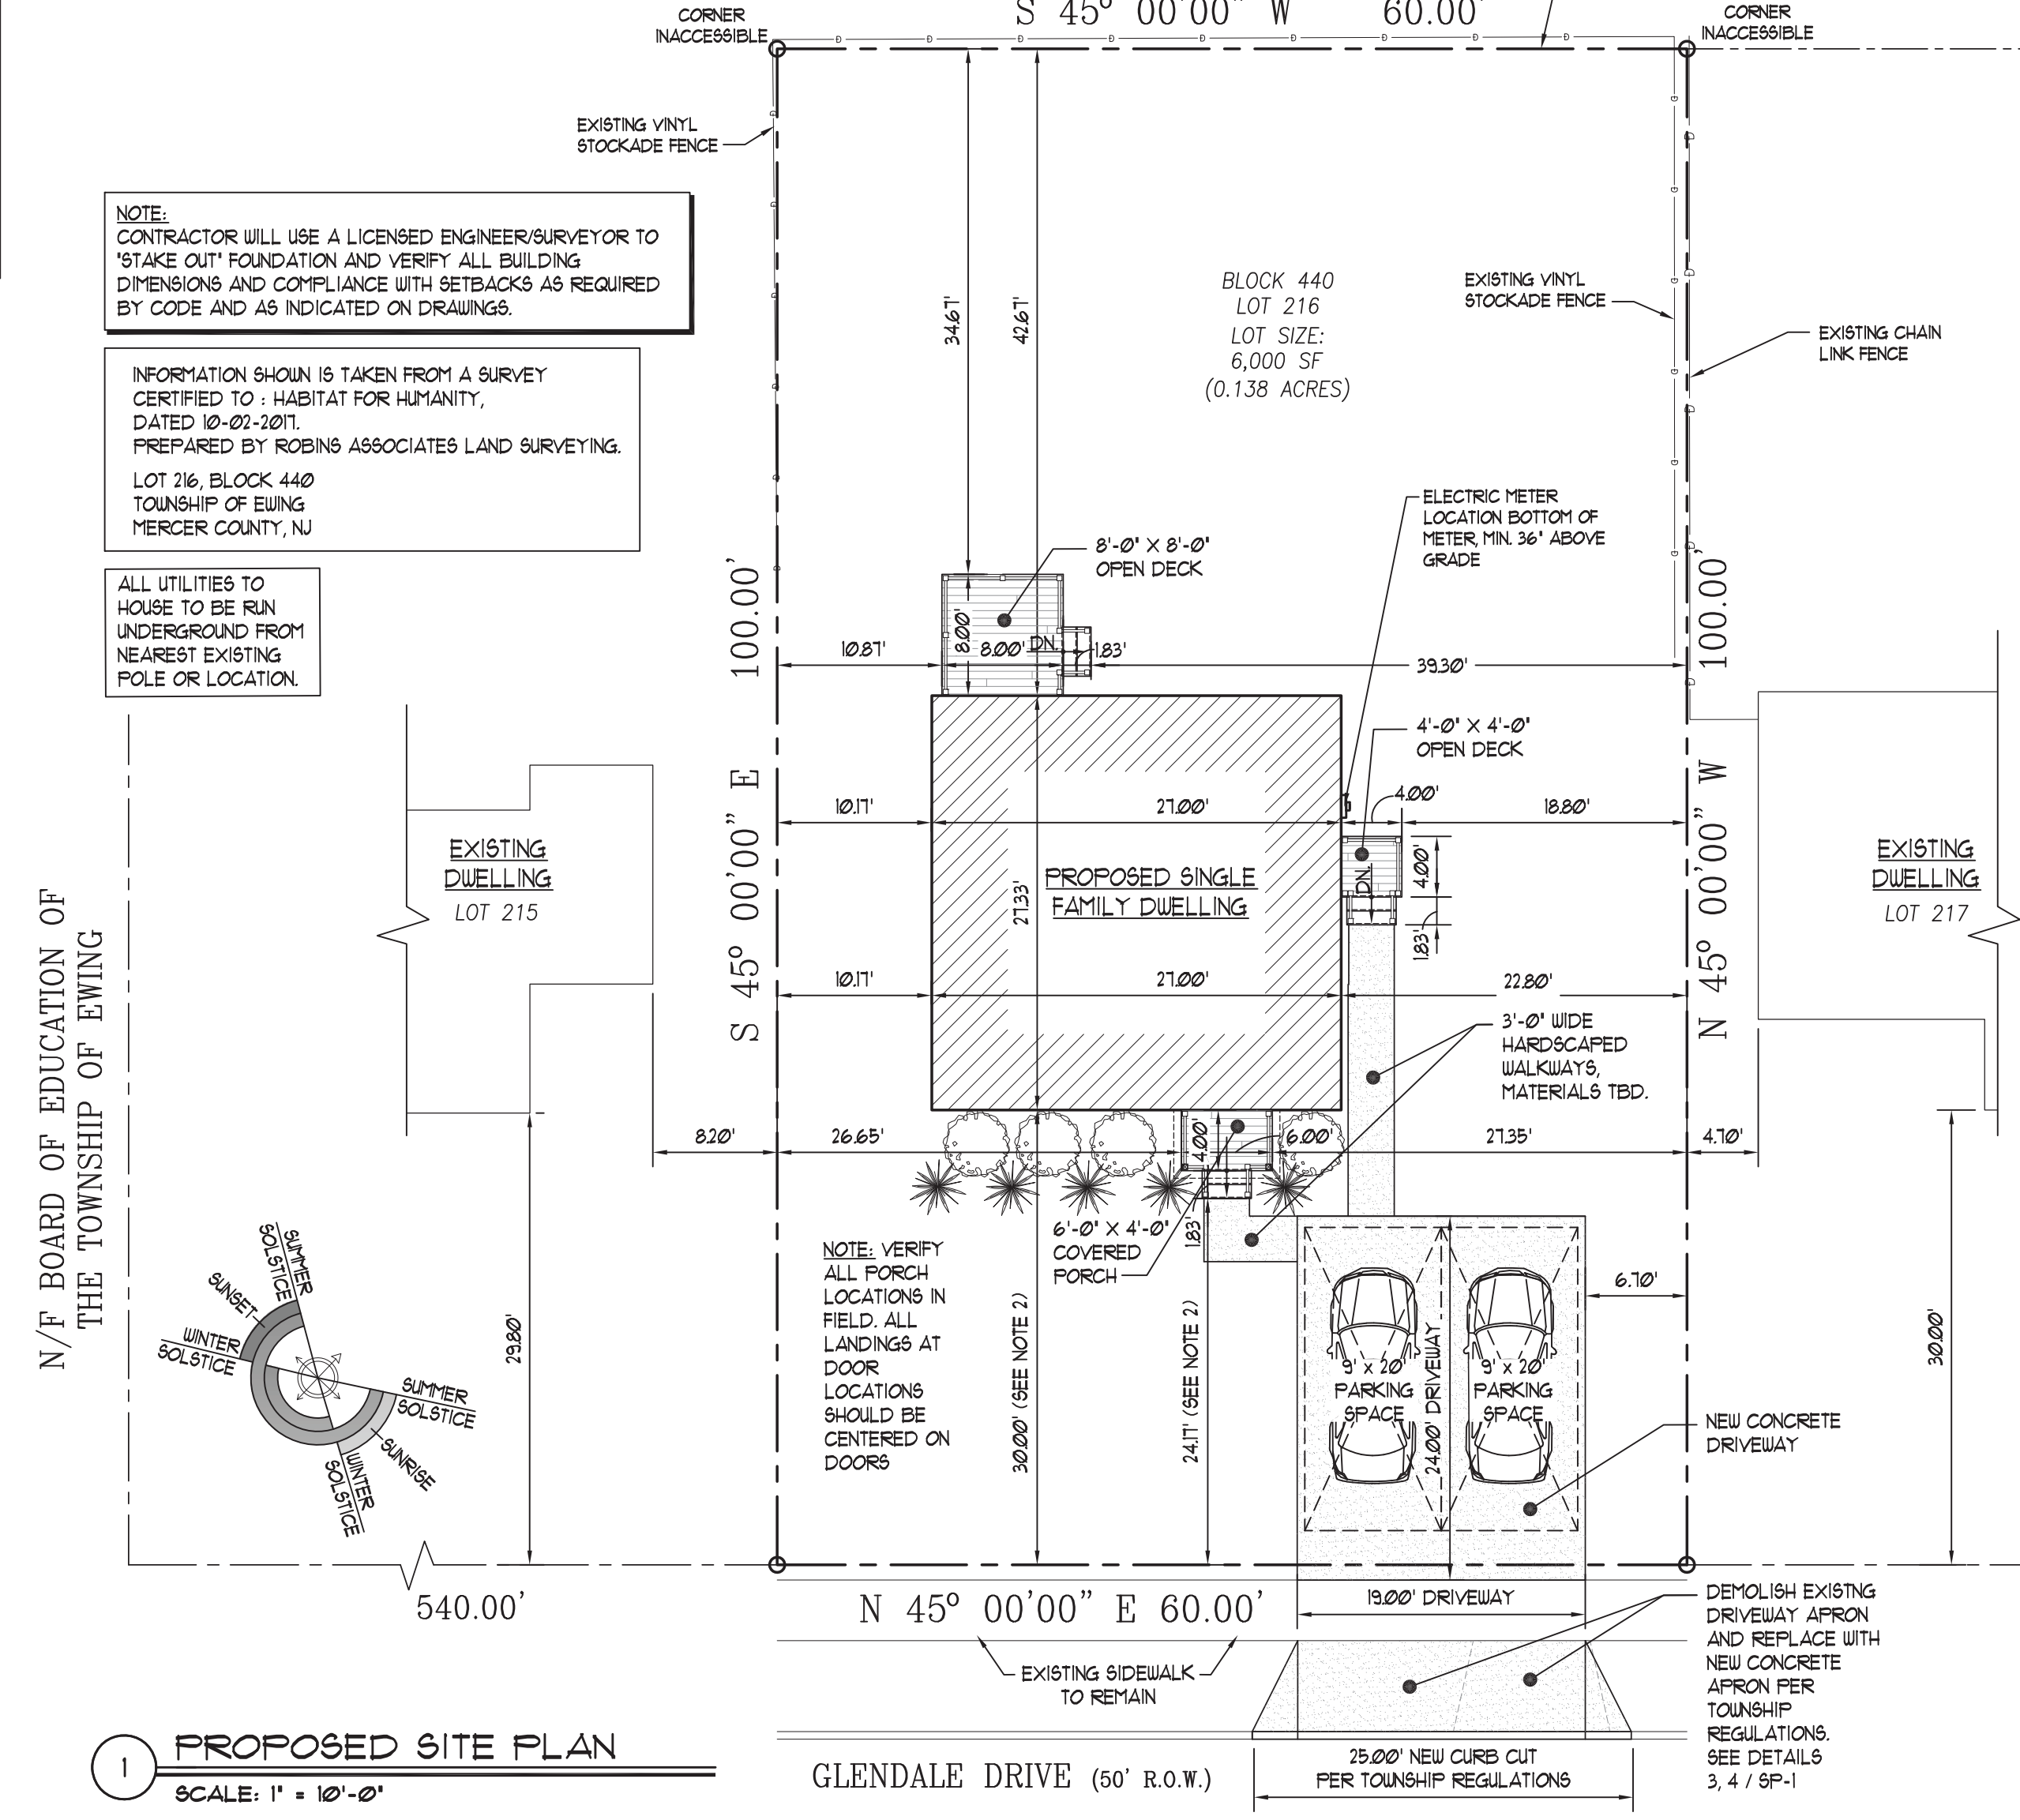 S 45° 00'00" W 60.00'
CORNER
INACCESSIBLE
CORNER
INACCESSIBLE
EXISTING VINYL
STOCKADE FENCE
NOTE:
CONTRACTOR WILL USE A LICENSED ENGINEER/SURVEYOR TO
"STAKE OUT" FOUNDATION AND VERIFY ALL BUILDING
DIMENSIONS AND COMPLIANCE WITH SETBACKS AS REQUIRED
BY CODE AND AS INDICATED ON DRAWINGS.
INFORMATION SHOWN IS TAKEN FROM A SURVEY
CERTIFIED TO : HABITAT FOR HUMANITY,
DATED 10-02-2017.
PREPARED BY ROBINS ASSOCIATES LAND SURVEYING.
LOT 216, BLOCK 440
TOWNSHIP OF EWING
MERCER COUNTY, NJ
ALL UTILITIES TO
HOUSE TO BE RUN
UNDERGROUND FROM
NEAREST EXISTING
POLE OR LOCATION.
34.67'
42.67'
BLOCK 440
LOT 216
LOT SIZE:
6,000 SF
(0.138 ACRES)
EXISTING VINYL
STOCKADE FENCE
EXISTING CHAIN
LINK FENCE
ELECTRIC METER
LOCATION BOTTOM OF
METER, MIN. 36" ABOVE
GRADE
8'-0" X 8'-0"
OPEN DECK
S 45° 00'00" E 100.00'
N 45° 00'00" W 100.00'
10.87'
8.00'
8.00'
DN.
1.83'
39.30'
4'-0" X 4'-0"
OPEN DECK
10.17'
27.00'
4.00'
18.80'
EXISTING
DWELLING
LOT 215
27.33'
PROPOSED SINGLE
FAMILY DWELLING
DN.
4.00'
1.83'
EXISTING
DWELLING
LOT 217
10.17'
27.00'
22.80'
3'-0" WIDE
HARDSCAPED
WALKWAYS,
MATERIALS TBD.
N/F BOARD OF EDUCATION OF
THE TOWNSHIP OF EWING
8.20'
26.65'
4.00'
6.00'
27.35'
4.70'
6'-0" X 4'-0"
COVERED
PORCH
1.83'
NOTE: VERIFY
ALL PORCH
LOCATIONS IN
FIELD. ALL
LANDINGS AT
DOOR
LOCATIONS
SHOULD BE
CENTERED ON
DOORS
SUMMER
SOLSTICE
SUNSET
WINTER
SOLSTICE
SUMMER
SOLSTICE
SUNRISE
WINTER
SOLSTICE
29.80'
30.00' (SEE NOTE 2)
24.17' (SEE NOTE 2)
9' x 20'
PARKING
SPACE
24.00' DRIVEWAY
9' x 20'
PARKING
SPACE
6.70'
30.00'
NEW CONCRETE
DRIVEWAY
540.00'
N 45° 00'00" E 60.00'
19.00' DRIVEWAY
EXISTING SIDEWALK
TO REMAIN
DEMOLISH EXISTNG
DRIVEWAY APRON
AND REPLACE WITH
NEW CONCRETE
APRON PER
TOWNSHIP
REGULATIONS.
SEE DETAILS
3, 4 / SP-1
1
PROPOSED SITE PLAN
SCALE: 1" = 10'-0"
GLENDALE DRIVE (50' R.O.W.)
25.00' NEW CURB CUT
PER TOWNSHIP REGULATIONS